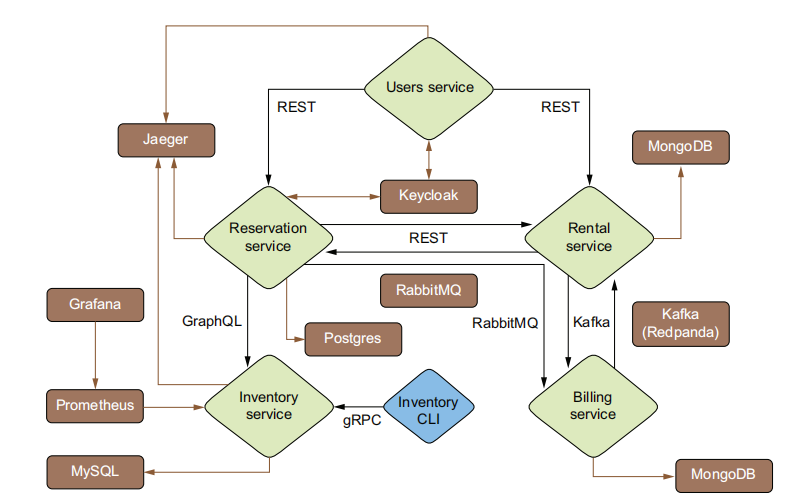 Users service
REST
REST
Jaeger
MongoDB
Keycloak
Reservation
service
REST
Rental
service
RabbitMQ
Grafana
GraphQL
RabbitMQ
Kafka
Kafka
(Redpanda)
Postgres
Prometheus
Inventory
service
gRPC
Inventory
CLI
Billing
service
MySQL
MongoDB